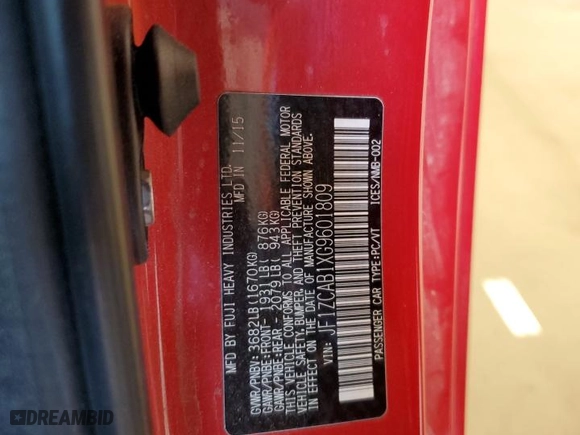 MFD BY FUJI HEAVY INDUSTRIES LTD.
MFD IN 11/15
GVWR/PNBV: 3682LB(1670KG)
GAWR/PNBE:FRONT- 1931LB( 876KG)
GAWR/PNBE:REAR - 2079LB( 943KG)
THIS VEHICLE CONFORMS TO ALL APPLICABLE FEDERAL MOTOR
VEHICLE SAFETY, BUMPER, AND THEFT PREVENTION STANDARDS
IN EFFECT ON THE DATE OF MANUFACTURE SHOWN ABOVE.
VIN: JF1ZCAB1XG9601809
PASSENGER CAR TYPE:PC/VT ICES/NMB-002
DREAMBID